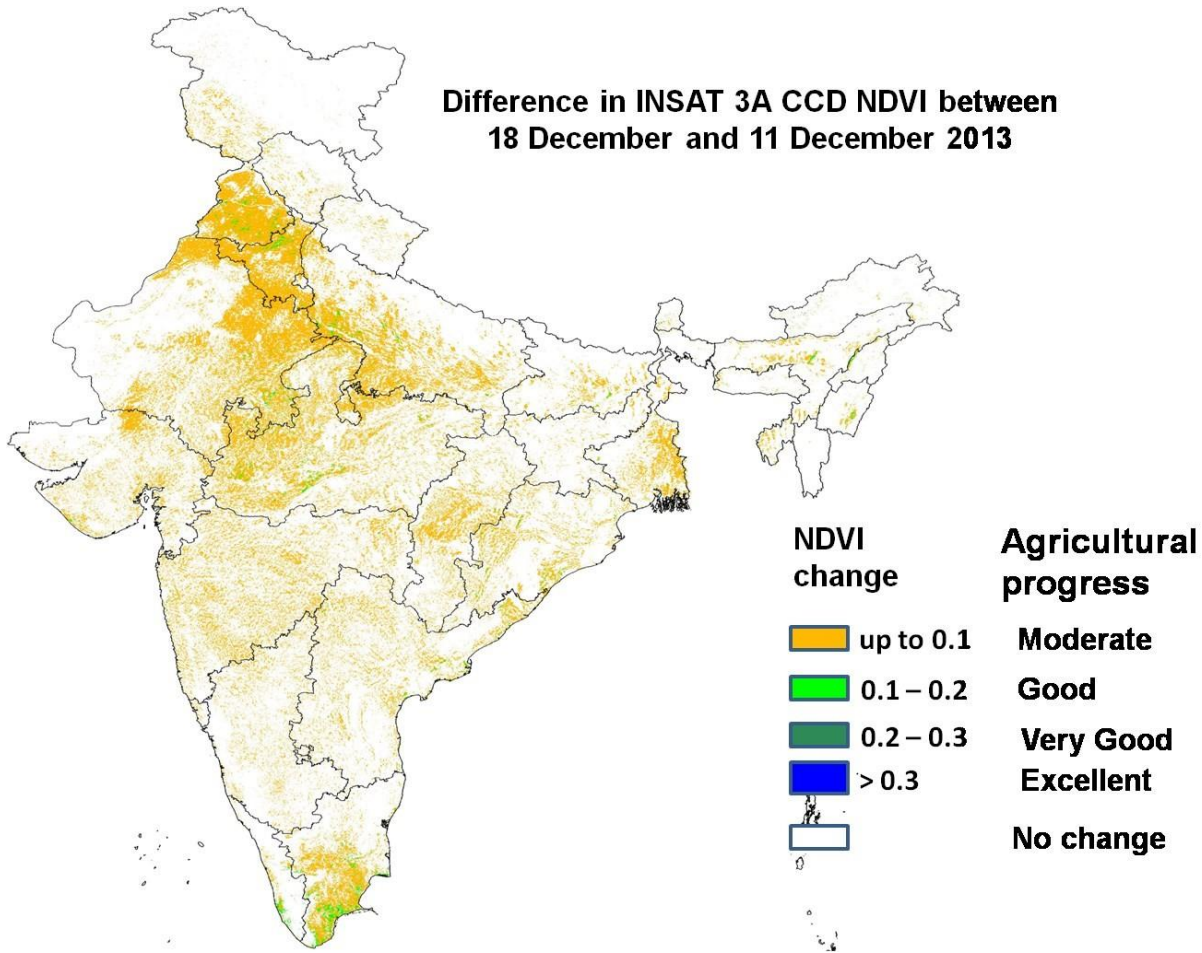 Difference in INSAT 3A CCD NDVI between
18 December and 11 December 2013
NDVI
change
Agricultural
progress
up to 0.1 Moderate
0.1 – 0.2 Good
0.2 – 0.3 Very Good
> 0.3 Excellent
No change